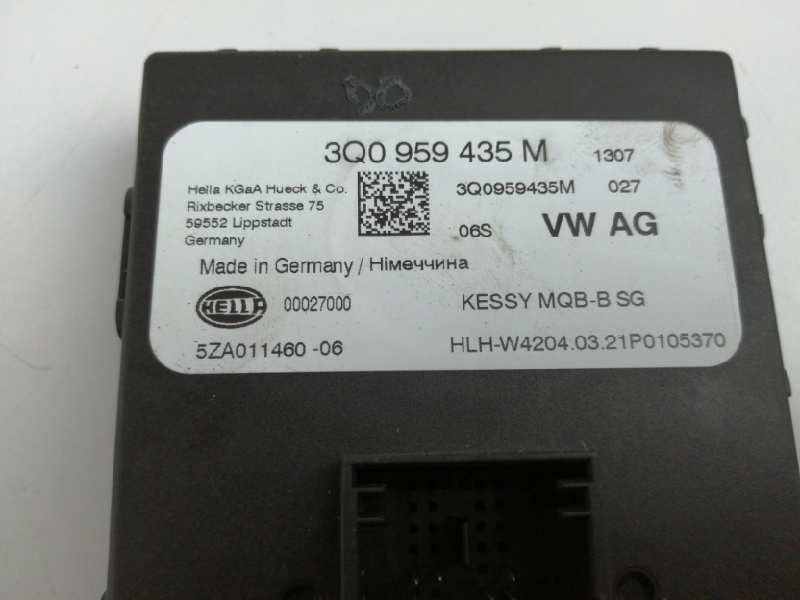 3Q0 959 435 M 1307
Hella KGaA Hueck & Co.
Rixbecker Strasse 75
59552 Lippstadt
Germany
3Q0959435M 027
06S VW AG
Made in Germany / Німеччина
HELLA 00027000 KESSY MQB-B SG
5ZA011460 -06 HLH-W4204.03.21P0105370